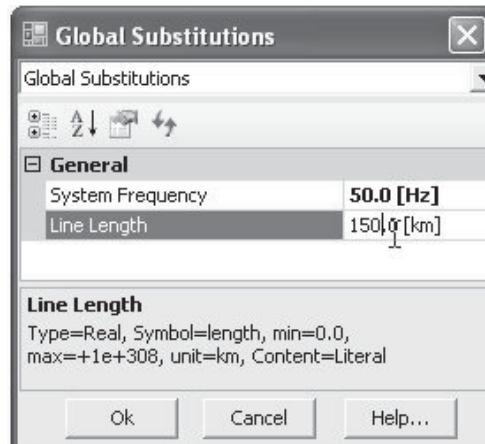 Global Substitutions
Global Substitutions
General
System Frequency 50.0 [Hz]
Line Length 150.0 [km]
Line Length
Type=Real, Symbol=length, min=0.0,
max=+1e+308, unit=km, Content=Literal
Ok Cancel Help...